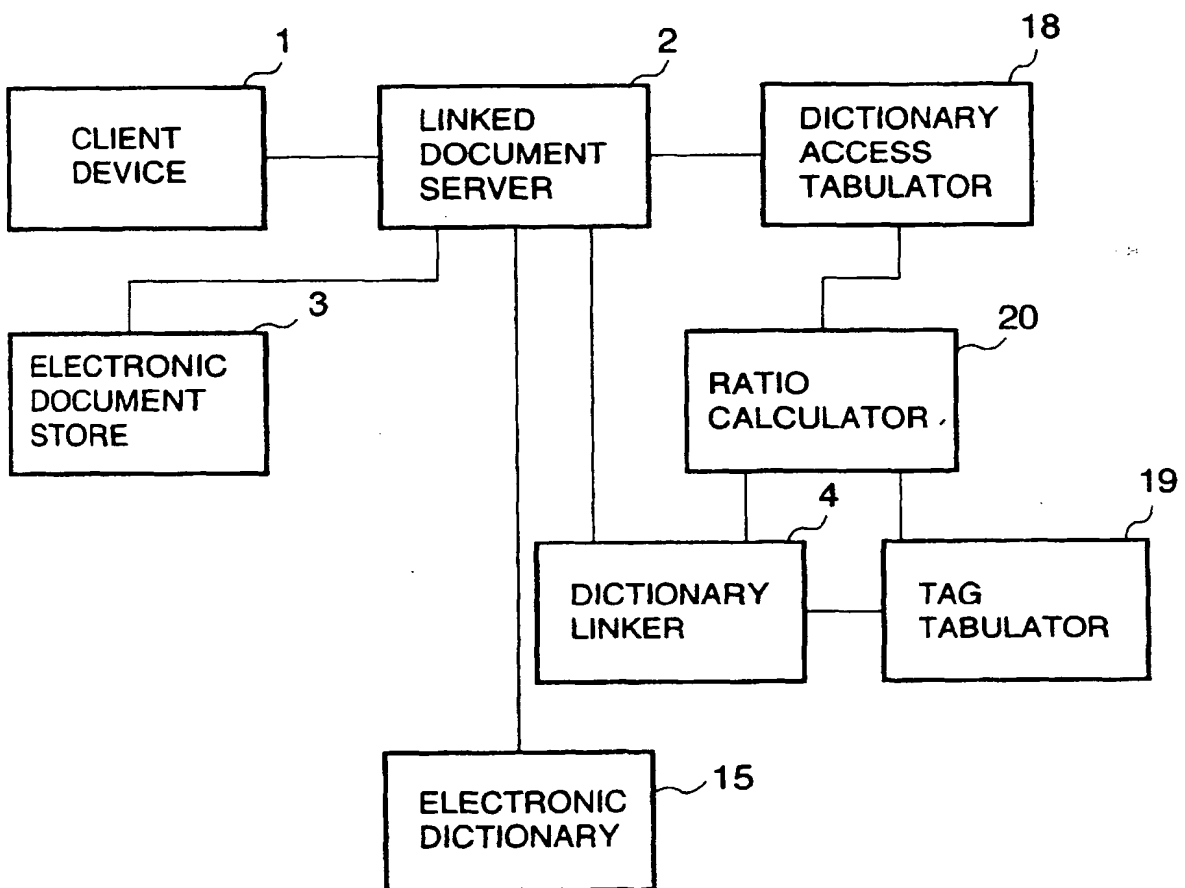 1
2
18
CLIENT
DEVICE
LINKED
DOCUMENT
SERVER
DICTIONARY
ACCESS
TABULATOR
3
ELECTRONIC
DOCUMENT
STORE
20
RATIO
CALCULATOR
4
19
DICTIONARY
LINKER
TAG
TABULATOR
15
ELECTRONIC
DICTIONARY